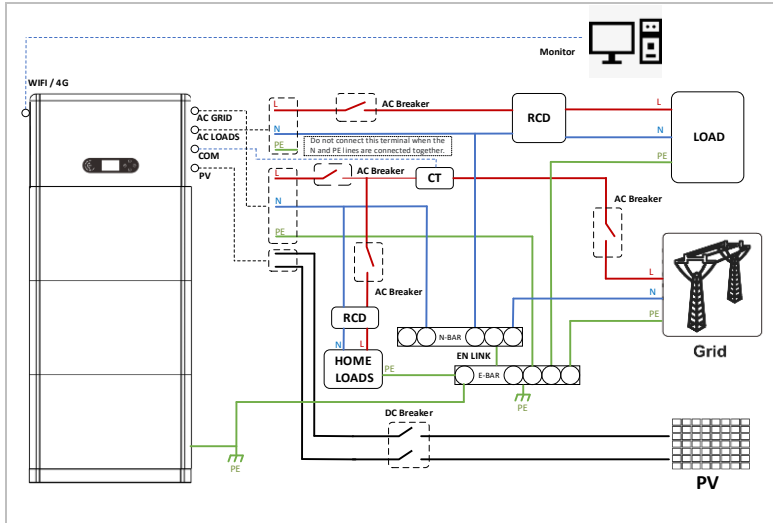 Monitor
WIFI / 4G
AC GRID
AC LOADS
COM
PV
L
AC Breaker
N
Do not connect this terminal when the
N and PE lines are connected together.
PE
RCD
L
N
PE
LOAD
L
AC Breaker
CT
N
PE
AC Breaker
AC Breaker
L
N
PE
Grid
RCD
N
L
HOME
LOADS
PE
N-BAR
EN LINK
E-BAR
PE
PE
DC Breaker
PV